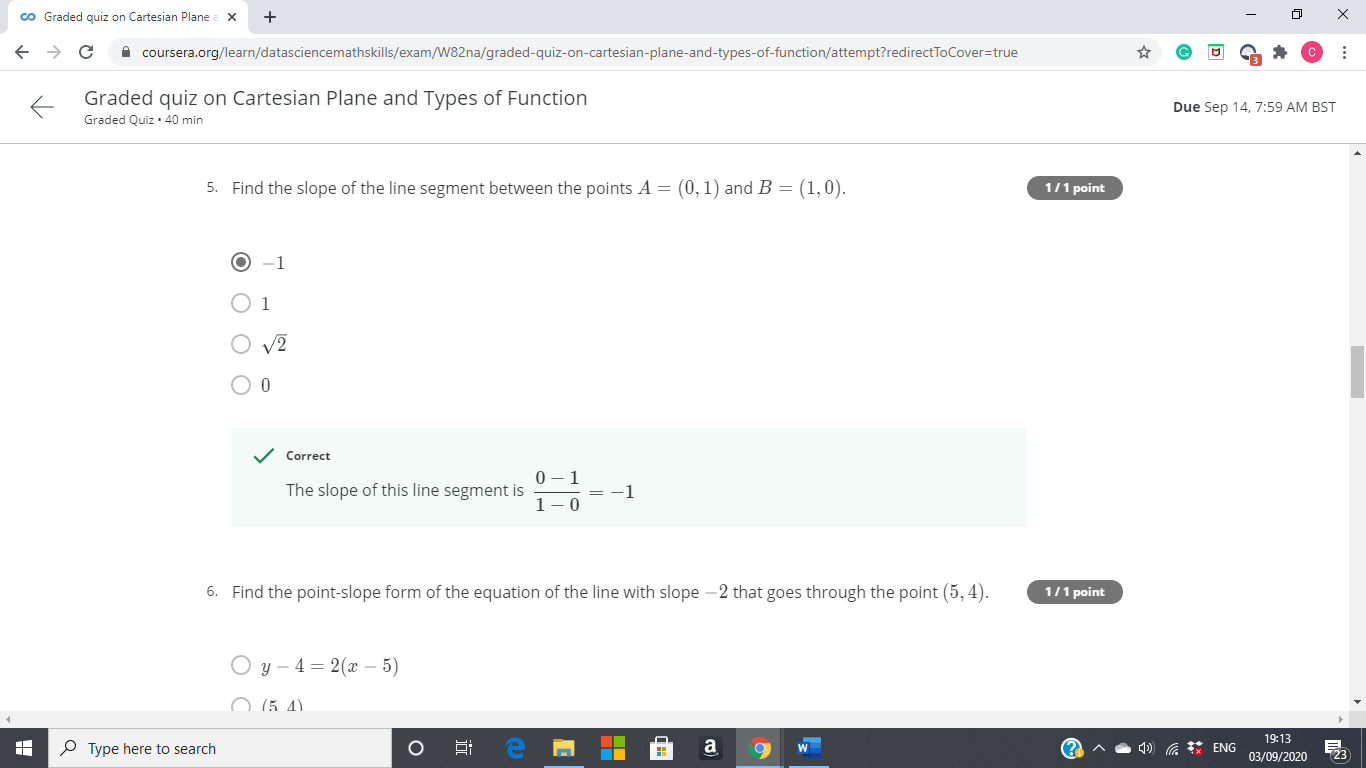 Graded quiz on Cartesian Plane a
coursera.org/learn/datasciencemathskills/exam/W82na/graded-quiz-on-cartesian-plane-and-types-of-function/attempt?redirectToCover=true
3
C
Graded quiz on Cartesian Plane and Types of Function
Graded Quiz • 40 min
Due Sep 14, 7:59 AM BST
5. Find the slope of the line segment between the points A = (0, 1) and B = (1, 0).
1 / 1 point
−1
1
√2
0
Correct
The slope of this line segment is (0 − 1)/(1 − 0) = −1
6. Find the point-slope form of the equation of the line with slope −2 that goes through the point (5, 4).
1 / 1 point
y − 4 = 2(x − 5)
(5, 4)
Type here to search
ENG
19:13
03/09/2020
23